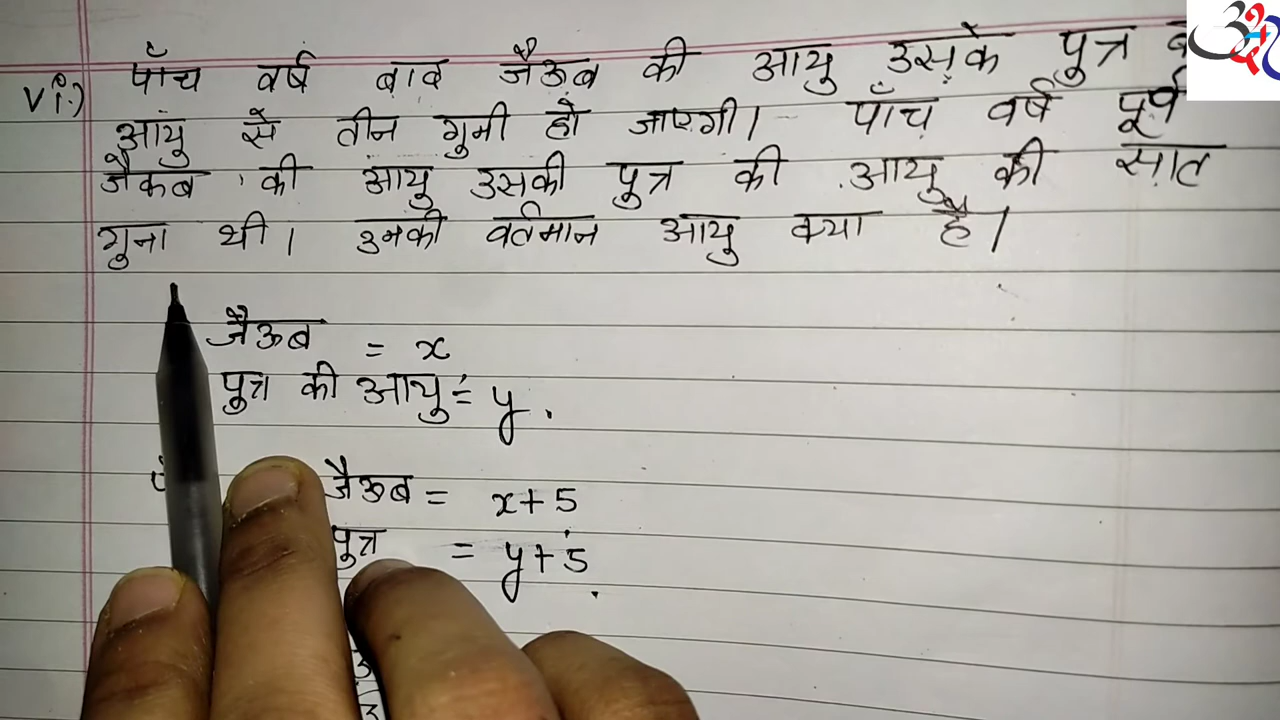 vi.) पाँच वर्ष बाद जैकब की आयु उसके पुत्र
आयु से तीन गुनी हो जाएगी। पाँच वर्ष पूर्व
जैकब की आयु उसकी पुत्र की आयु की सात
गुना थी। उनकी वर्तमान आयु क्या है।
जैकब = x
पुत्र की आयु = y.
जैकब = x+5
पुत्र = y+5.